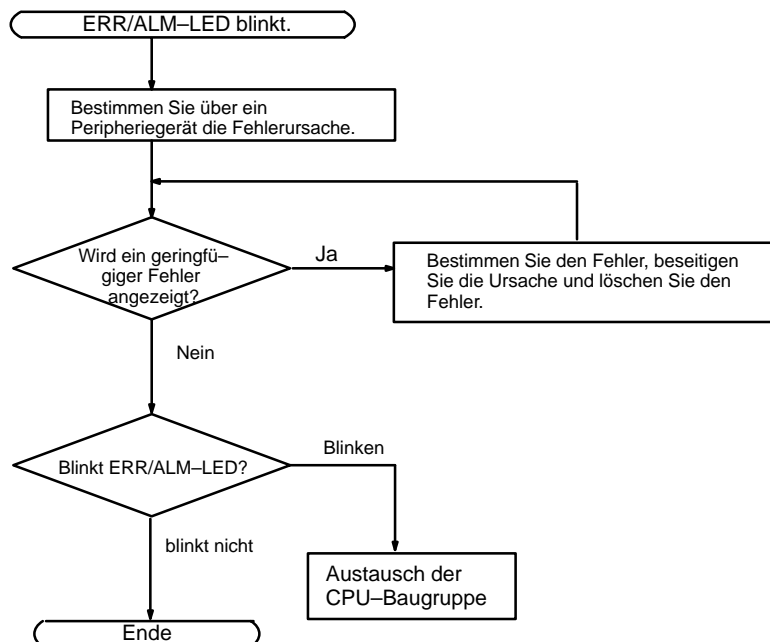 ERR/ALM–LED blinkt.
Bestimmen Sie über ein
Peripheriegerät die Fehlerursache.
Wird ein geringfü–
giger Fehler
angezeigt?
Ja
Bestimmen Sie den Fehler, beseitigen
Sie die Ursache und löschen Sie den
Fehler.
Nein
Blinkt ERR/ALM–LED?
Blinken
blinkt nicht
Austausch der
CPU–Baugruppe
Ende